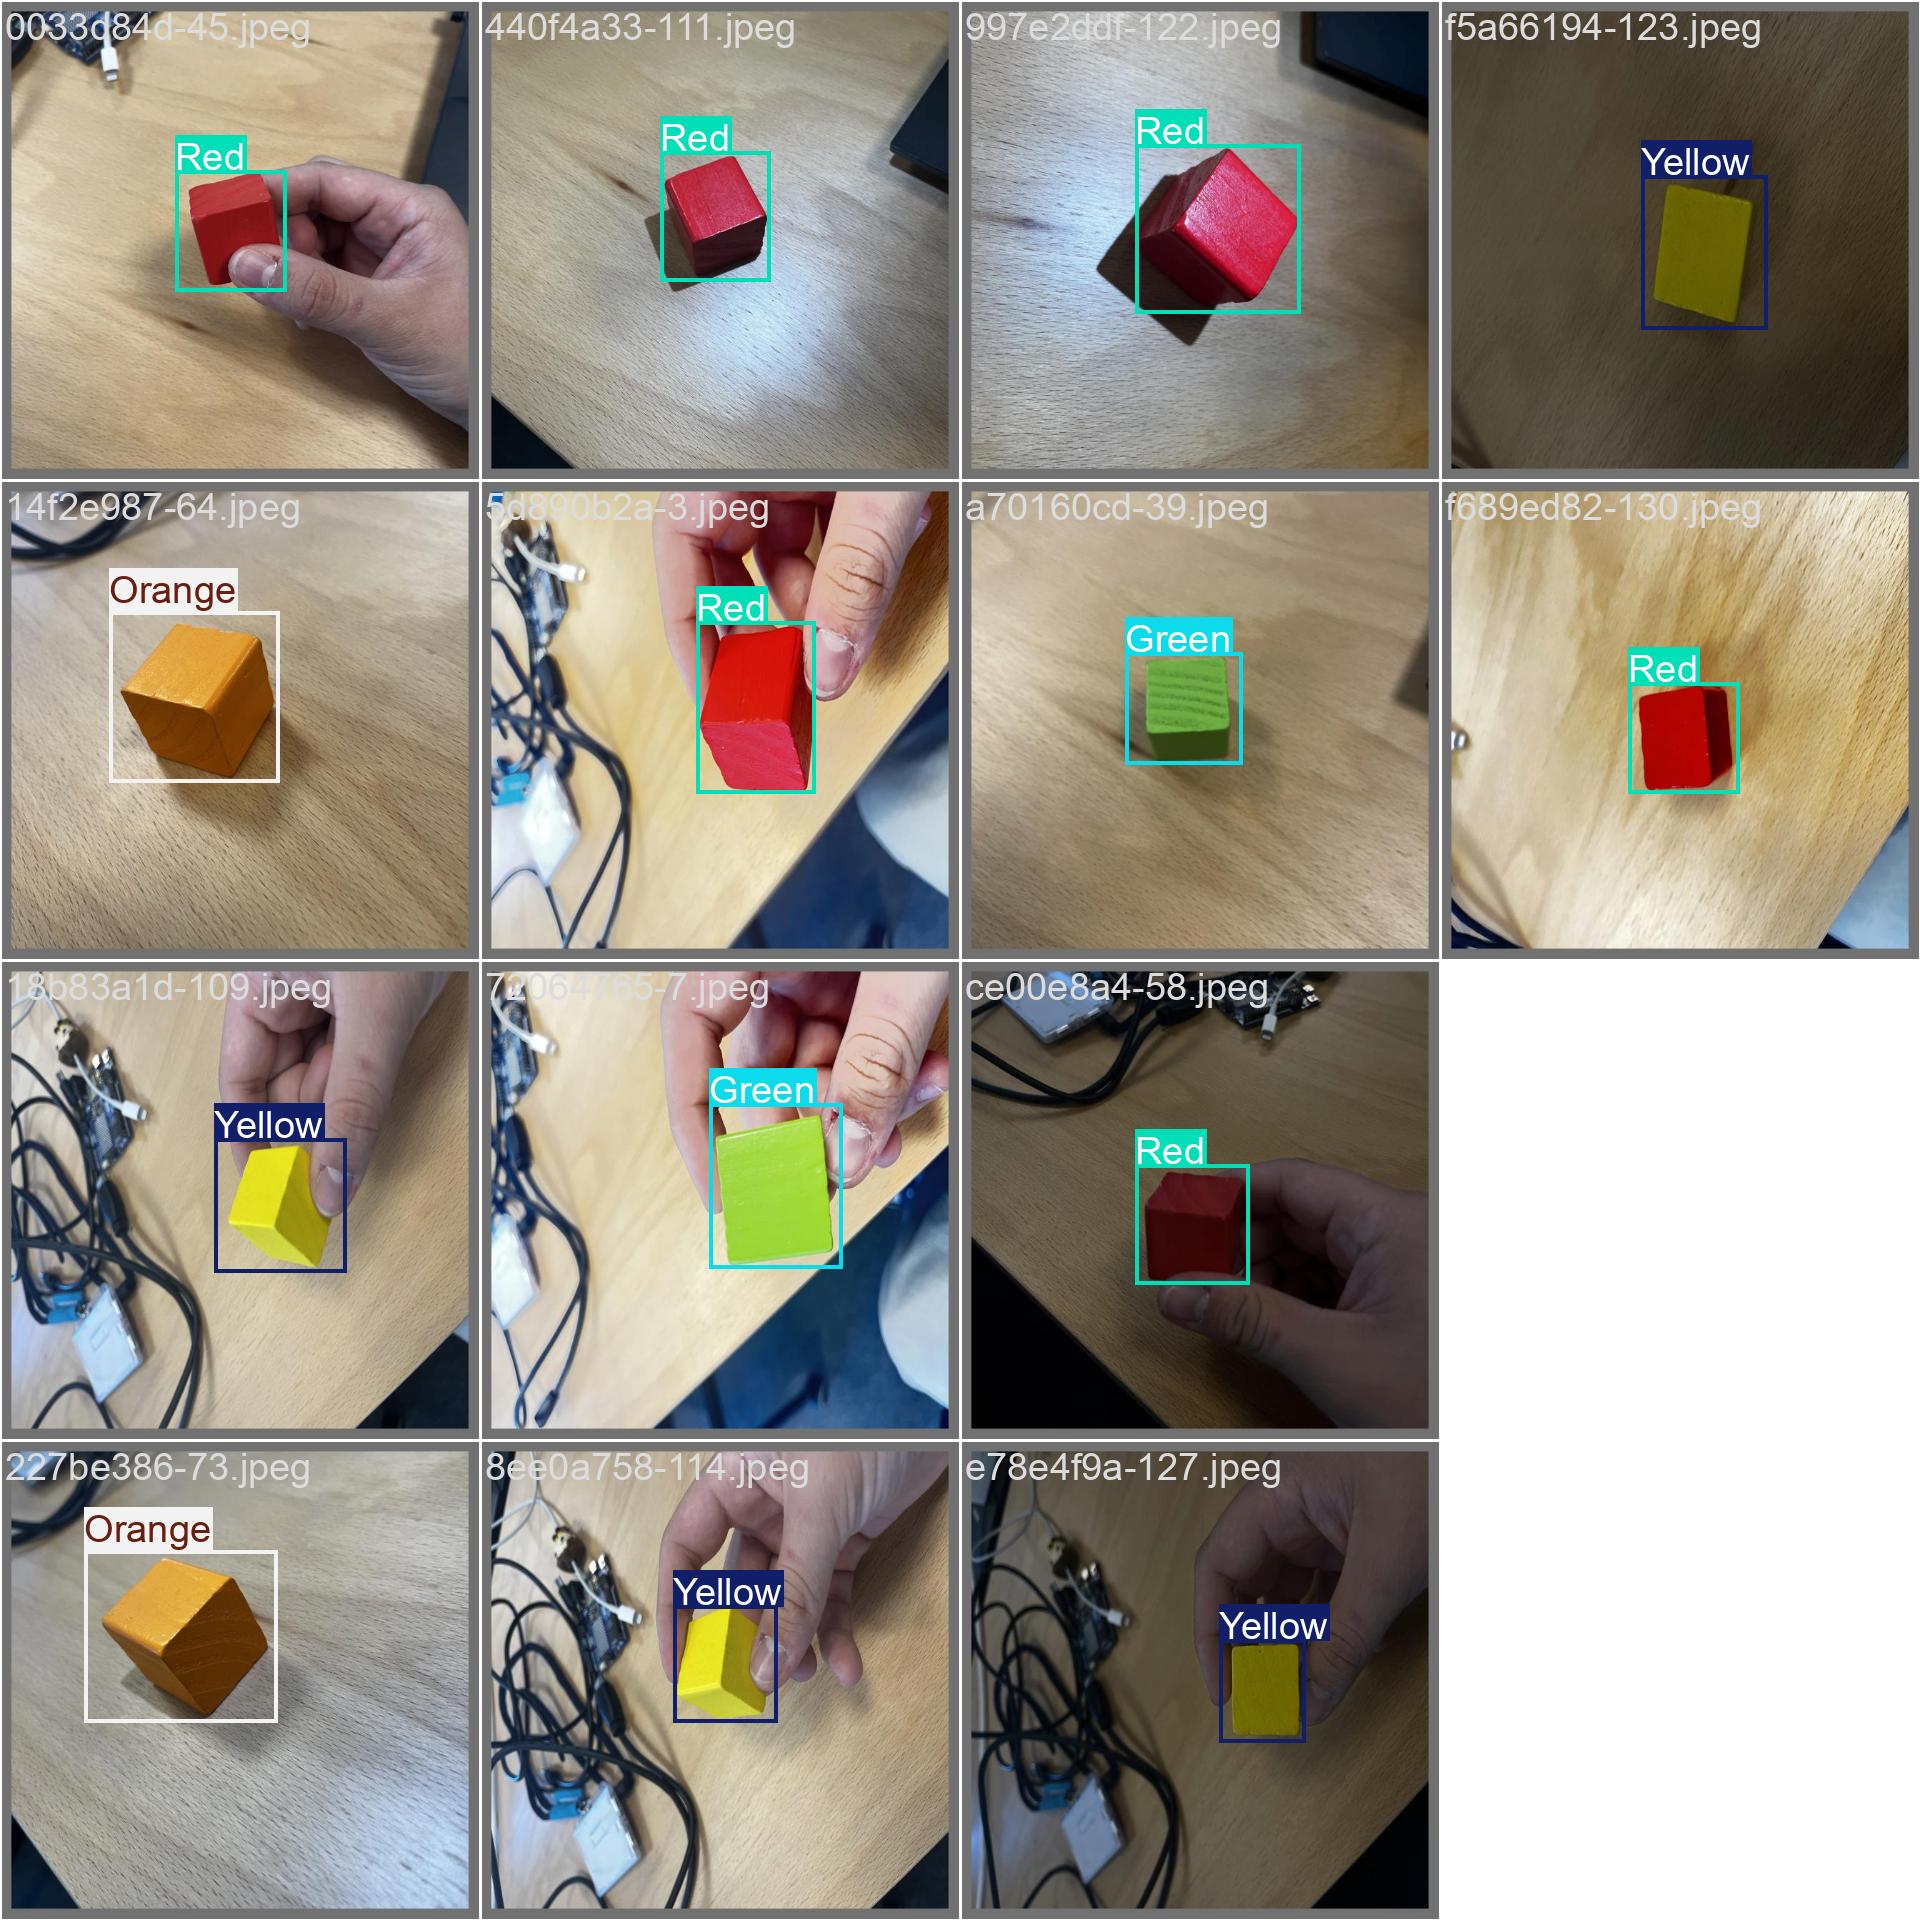 0033d84d-45.jpeg
Red
440f4a33-111.jpeg
Red
997e2ddf-122.jpeg
Red
f5a66194-123.jpeg
Yellow
14f2e987-64.jpeg
Orange
5d890b2a-3.jpeg
Red
a70160cd-39.jpeg
Green
f689ed82-130.jpeg
Red
18b83a1d-109.jpeg
Yellow
72064765-7.jpeg
Green
ce00e8a4-58.jpeg
Red
227be386-73.jpeg
Orange
8ee0a758-114.jpeg
Yellow
e78e4f9a-127.jpeg
Yellow